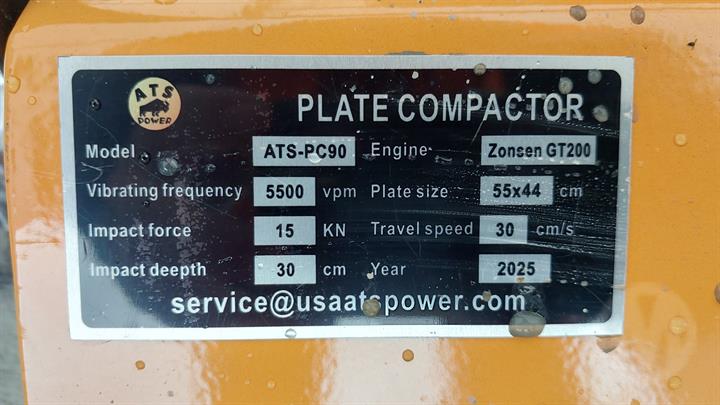 ATS
POWER
PLATE COMPACTOR
Model ATS-PC90 Engine Zonsen GT200
Vibrating frequency 5500 vpm Plate size 55x44 cm
Impact force 15 KN Travel speed 30 cm/s
Impact deepth 30 cm Year 2025
service@usaatspower.com